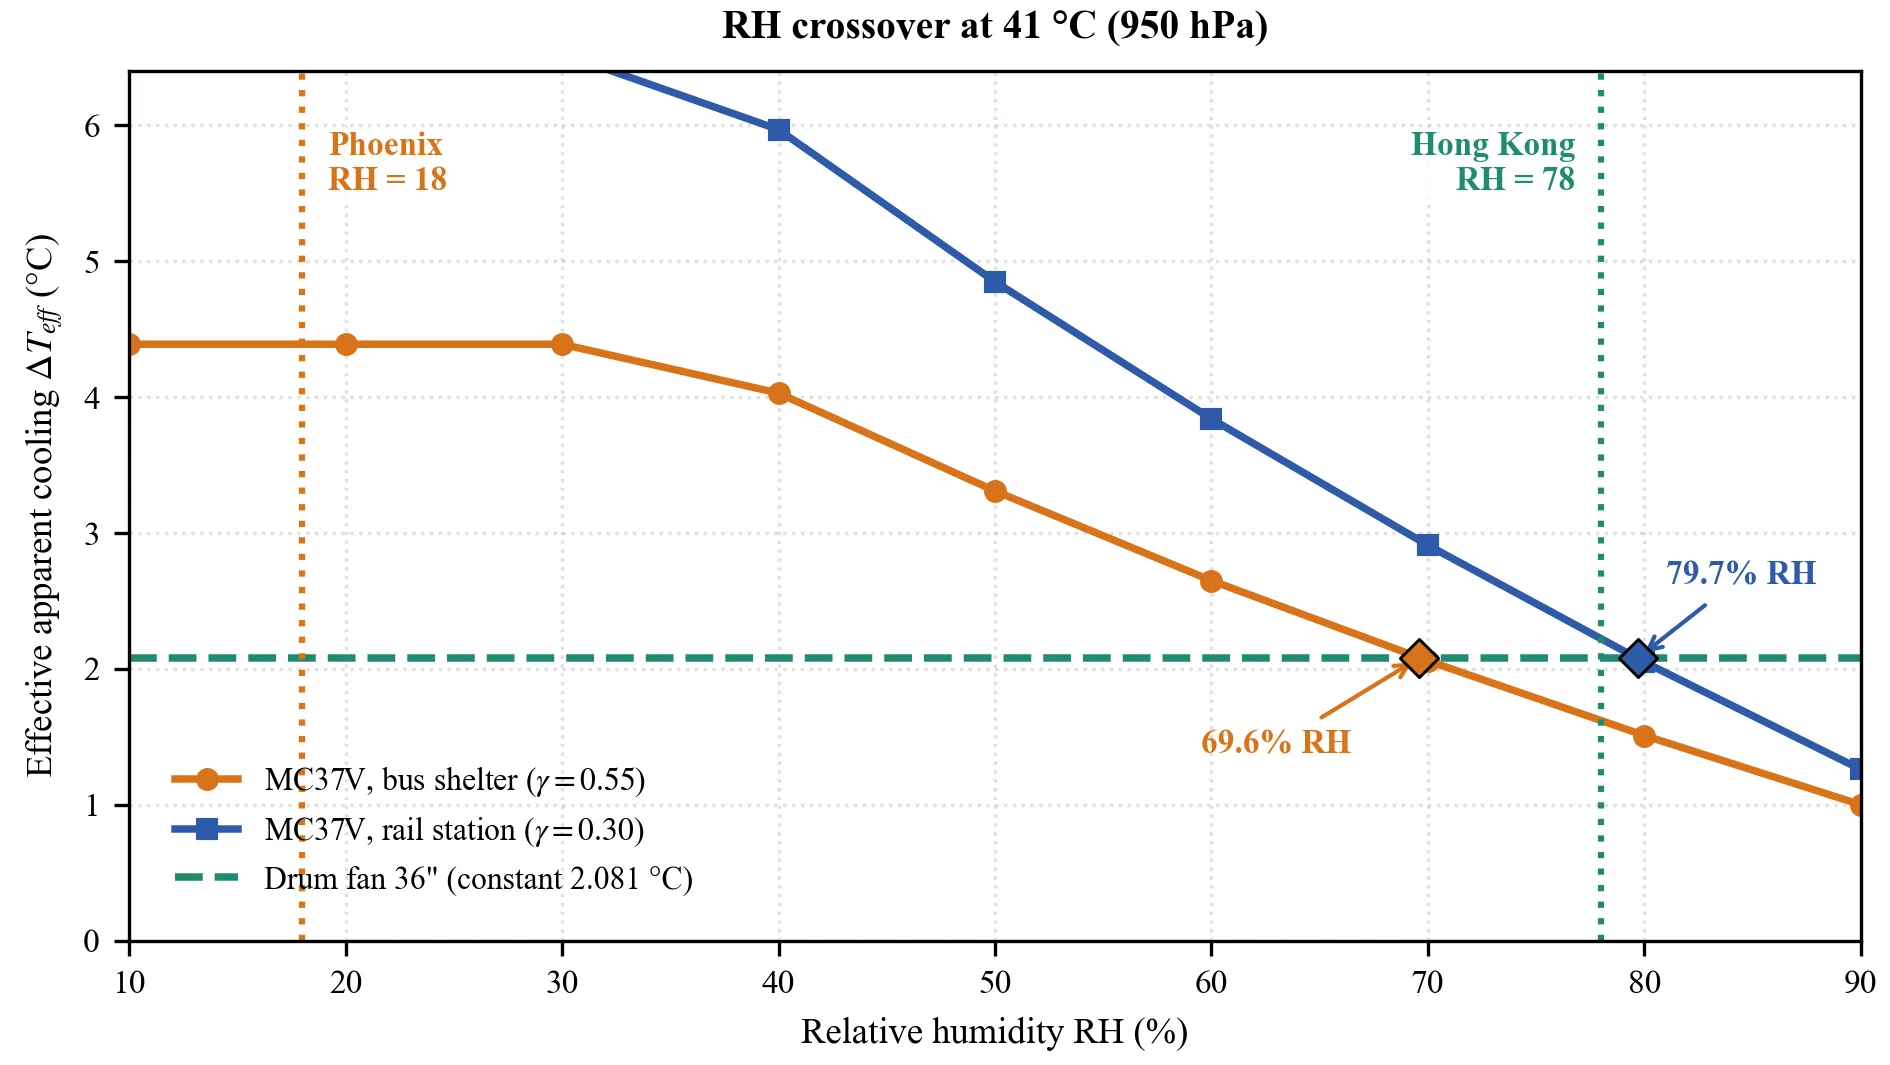 RH crossover at 41 °C (950 hPa)
Effective apparent cooling ΔT_eff (°C)
6
5
4
3
2
1
0
Phoenix
RH = 18
Hong Kong
RH = 78
79.7% RH
69.6% RH
MC37V, bus shelter (γ = 0.55)
MC37V, rail station (γ = 0.30)
Drum fan 36" (constant 2.081 °C)
10 20 30 40 50 60 70 80 90
Relative humidity RH (%)